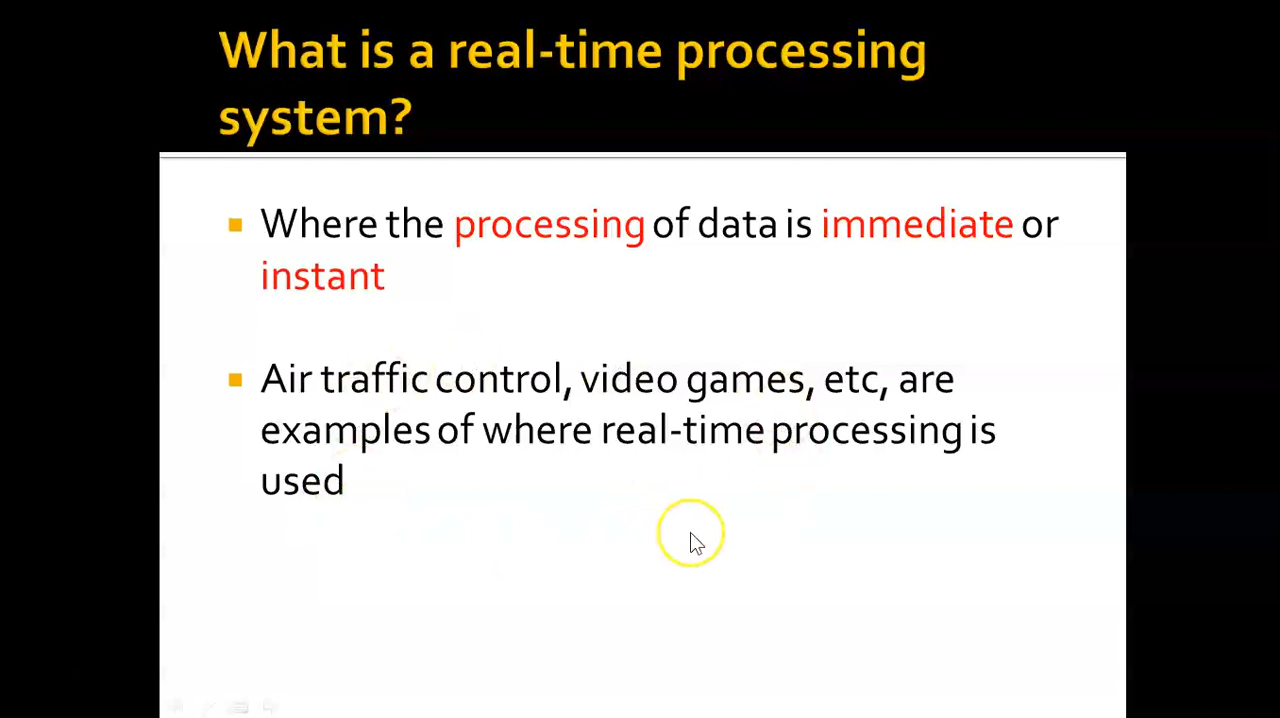 What is a real-time processing
system?
Where the processing of data is immediate or
instant
Air traffic control, video games, etc, are
examples of where real-time processing is
used